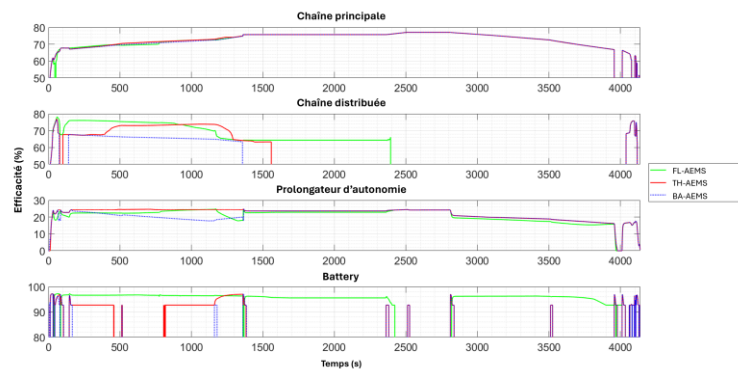 Chaîne principale
80
70
60
50
0 500 1000 1500 2000 2500 3000 3500 4000
Chaîne distribuée
80
70
60
50
0 500 1000 1500 2000 2500 3000 3500 4000
Efficacité (%)
FL-AEMS
TH-AEMS
BA-AEMS
Prolongateur d'autonomie
30
20
10
0
0 500 1000 1500 2000 2500 3000 3500 4000
Battery
100
95
90
85
80
0 500 1000 1500 2000 2500 3000 3500 4000
Temps (s)